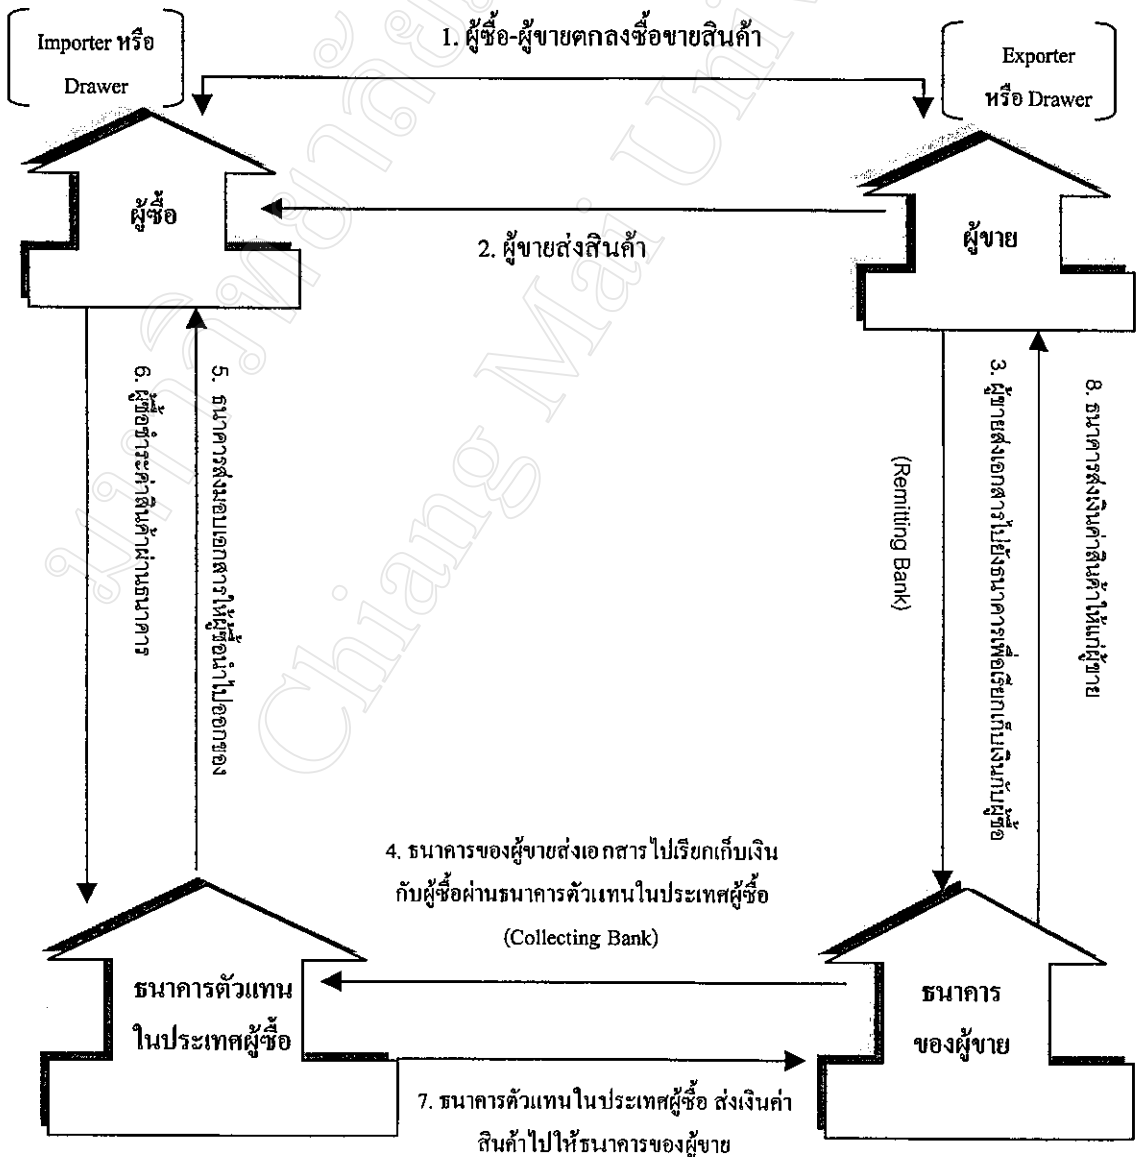 Importer หรือ
Drawer
1. ผู้ซื้อ-ผู้ขายตกลงซื้อขายสินค้า
Exporter
หรือ Drawer
ผู้ซื้อ
2. ผู้ขายส่งสินค้า
ผู้ขาย
6. ผู้ซื้อชำระค่าสินค้าผ่านธนาคาร
5. ธนาคารส่งมอบเอกสารให้ผู้ซื้อนำไปออกของ
(Remitting Bank)
3. ผู้ขายส่งเอกสารไปยังธนาคารเพื่อเรียกเก็บเงินกับผู้ซื้อ
8. ธนาคารส่งเงินค่าสินค้าให้แก่ผู้ขาย
4. ธนาคารของผู้ขายส่งเอกสารไปเรียกเก็บเงิน
กับผู้ซื้อผ่านธนาคารตัวแทนในประเทศผู้ซื้อ
(Collecting Bank)
ธนาคารตัวแทน
ในประเทศผู้ซื้อ
ธนาคาร
ของผู้ขาย
7. ธนาคารตัวแทนในประเทศผู้ซื้อ ส่งเงินค่า
สินค้าไปให้ธนาคารของผู้ขาย
มหาวิทยาลัย
Chiang Mai Uni